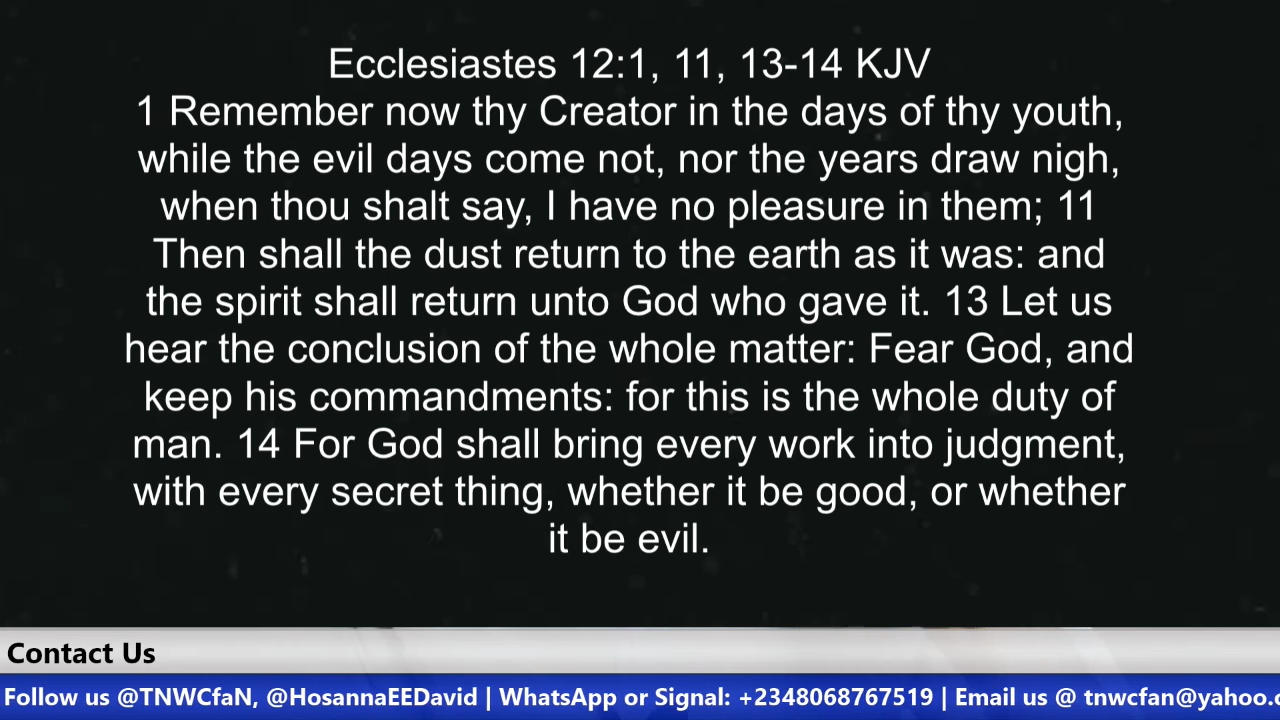 Ecclesiastes 12:1, 11, 13-14 KJV
1 Remember now thy Creator in the days of thy youth,
while the evil days come not, nor the years draw nigh,
when thou shalt say, I have no pleasure in them; 11
Then shall the dust return to the earth as it was: and
the spirit shall return unto God who gave it. 13 Let us
hear the conclusion of the whole matter: Fear God, and
keep his commandments: for this is the whole duty of
man. 14 For God shall bring every work into judgment,
with every secret thing, whether it be good, or whether
it be evil.
Contact Us
Follow us @TNWCfaN, @HosannaEEDavid | WhatsApp or Signal: +2348068767519 | Email us @ tnwcfan@yahoo.